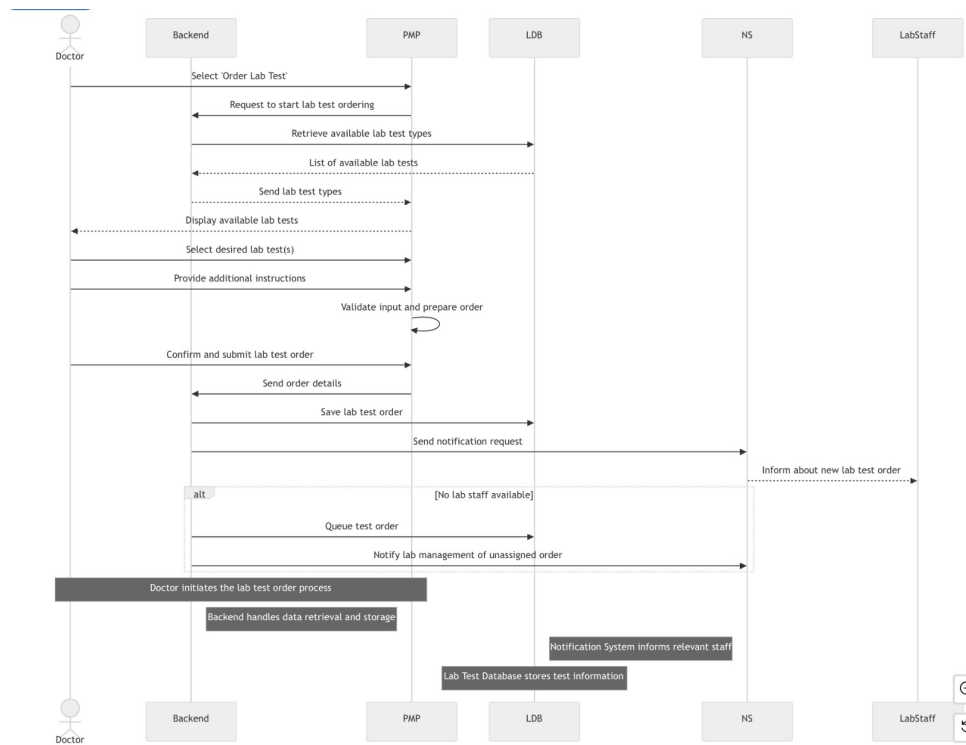 Doctor
Backend
PMP
LDB
NS
LabStaff
Select 'Order Lab Test'
Request to start lab test ordering
Retrieve available lab test types
List of available lab tests
Send lab test types
Display available lab tests
Select desired lab test(s)
Provide additional instructions
Validate input and prepare order
Confirm and submit lab test order
Send order details
Save lab test order
Send notification request
Inform about new lab test order
alt
[No lab staff available]
Queue test order
Notify lab management of unassigned order
Doctor initiates the lab test order process
Backend handles data retrieval and storage
Notification System informs relevant staff
Lab Test Database stores test information
Doctor
Backend
PMP
LDB
NS
LabStaff